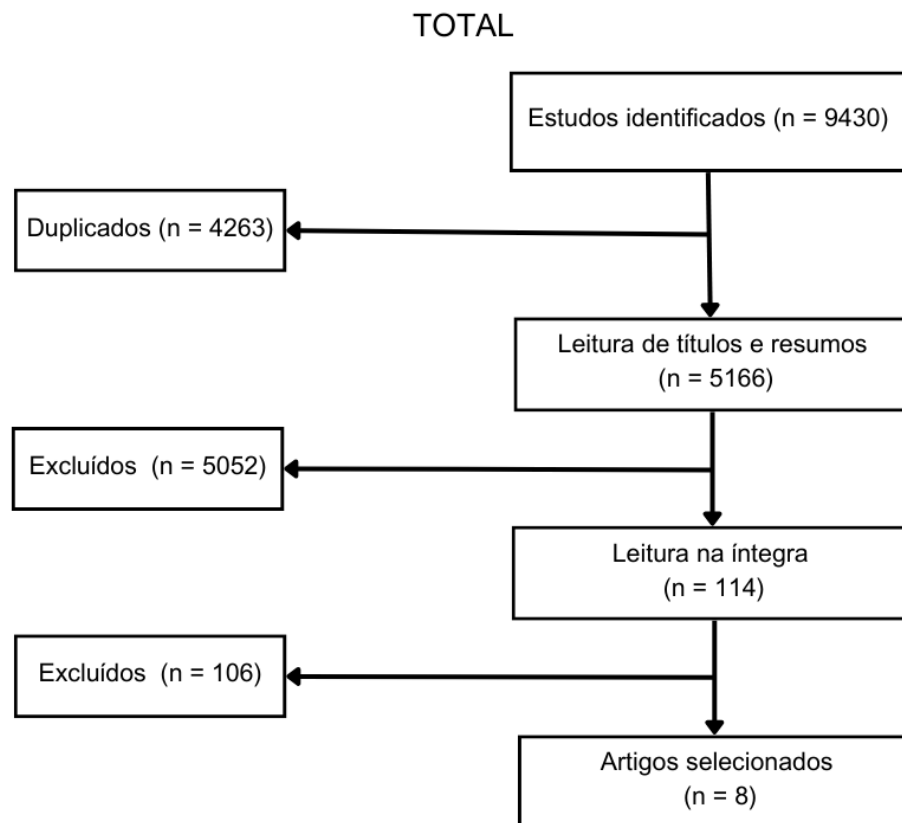 TOTAL
Estudos identificados (n = 9430)
Duplicados (n = 4263)
Leitura de títulos e resumos
(n = 5166)
Excluídos  (n = 5052)
Leitura na íntegra
(n = 114)
Excluídos  (n = 106)
Artigos selecionados
(n = 8)